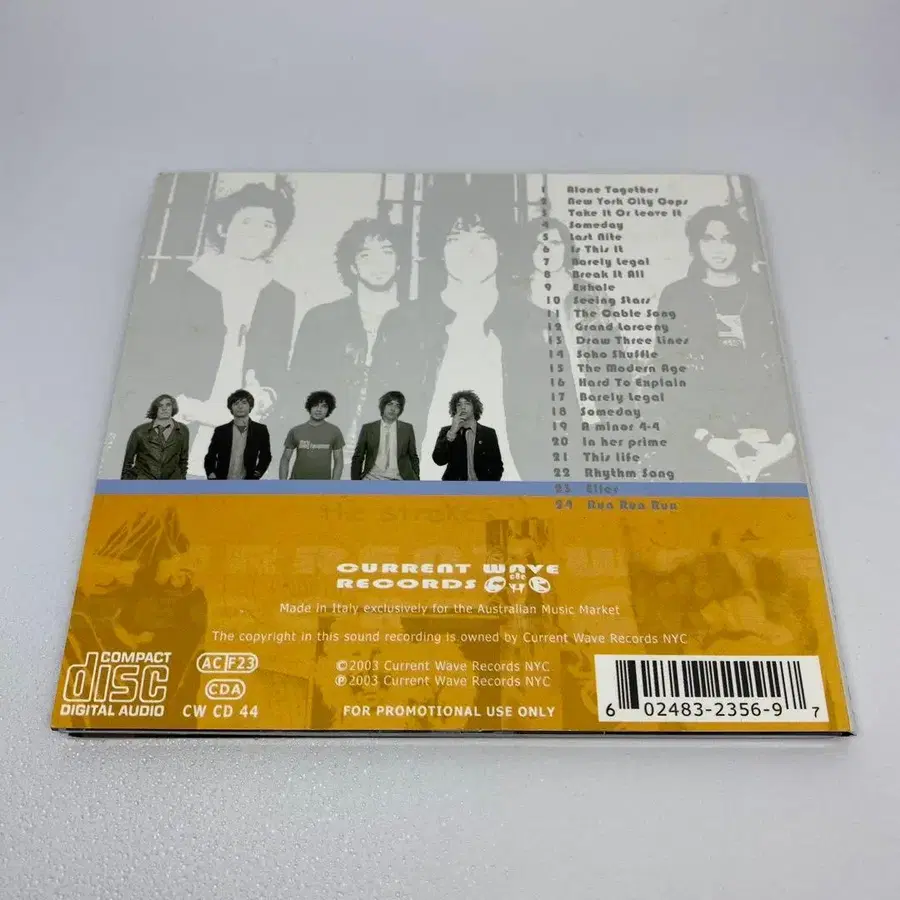 1 Alone Together
2 New York City Cops
3 Take It Or Leave It
4 Someday
5 Last Nite
6 Is This It
7 Barely Legal
8 Break It All
9 Exhale
10 Seeing Stars
11 The Cable Song
12 Grand Larceny
13 Draw Three Lines
14 Soho Shuffle
15 The Modern Age
16 Hard To Explain
17 Barely Legal
18 Someday
19 A minor 4-4
20 In her prime
21 This life
22 Rhythm Song
23 Elles
24 Run Run Run
the strokes
CURRENT WAVE
RECORDS
Made in Italy exclusively for the Australian Music Market
The copyright in this sound recording is owned by Current Wave Records NYC
COMPACT
disc
DIGITAL AUDIO
AC F23
CDA
CW CD 44
©2003 Current Wave Records NYC
℗2003 Current Wave Records NYC
FOR PROMOTIONAL USE ONLY
6 02483-2356-9 7